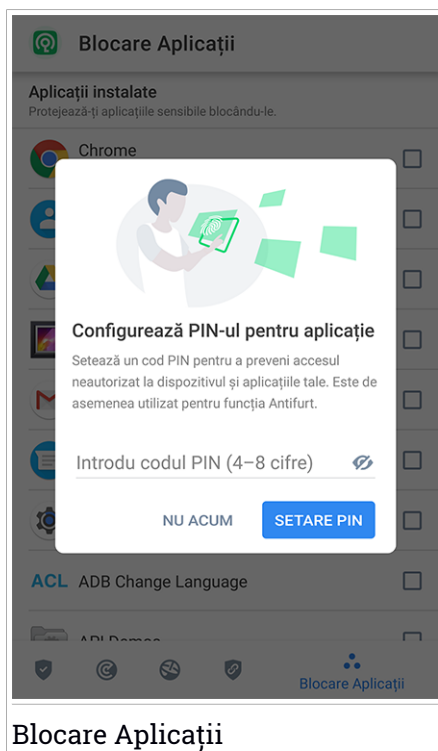 Blocare Aplicații
Aplicații instalate
Protejează-ți aplicațiile sensibile blocându-le.
Chrome
Configurează PIN-ul pentru aplicație
Setează un cod PIN pentru a preveni accesul
neautorizat la dispozitivul și aplicațiile tale. Este de
asemenea utilizat pentru funcția Antifurt.
Introdu codul PIN (4–8 cifre)
NU ACUM SETARE PIN
ACL ADB Change Language
API Demos
Blocare Aplicații
Blocare Aplicații